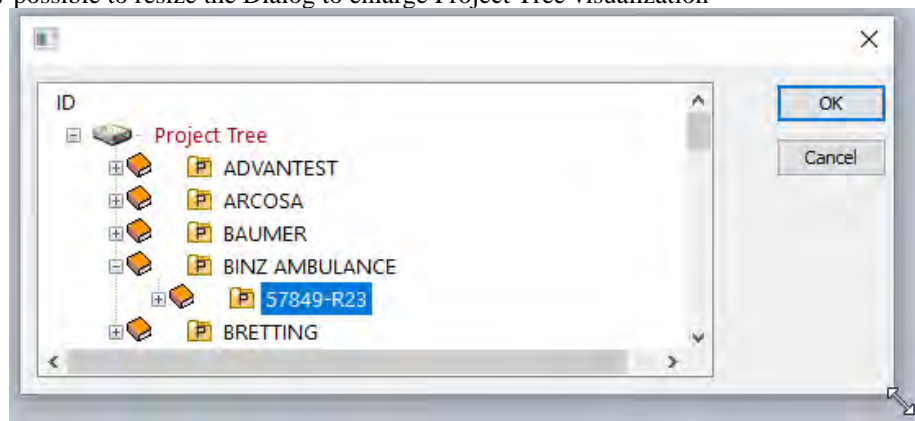 possible to resize the Dialog to enlarge Project Tree visualization
ID
OK
Project Tree
Cancel
P ADVANTEST
P ARCOSA
P BAUMER
P BINZ AMBULANCE
P 57849-R23
P BRETTING